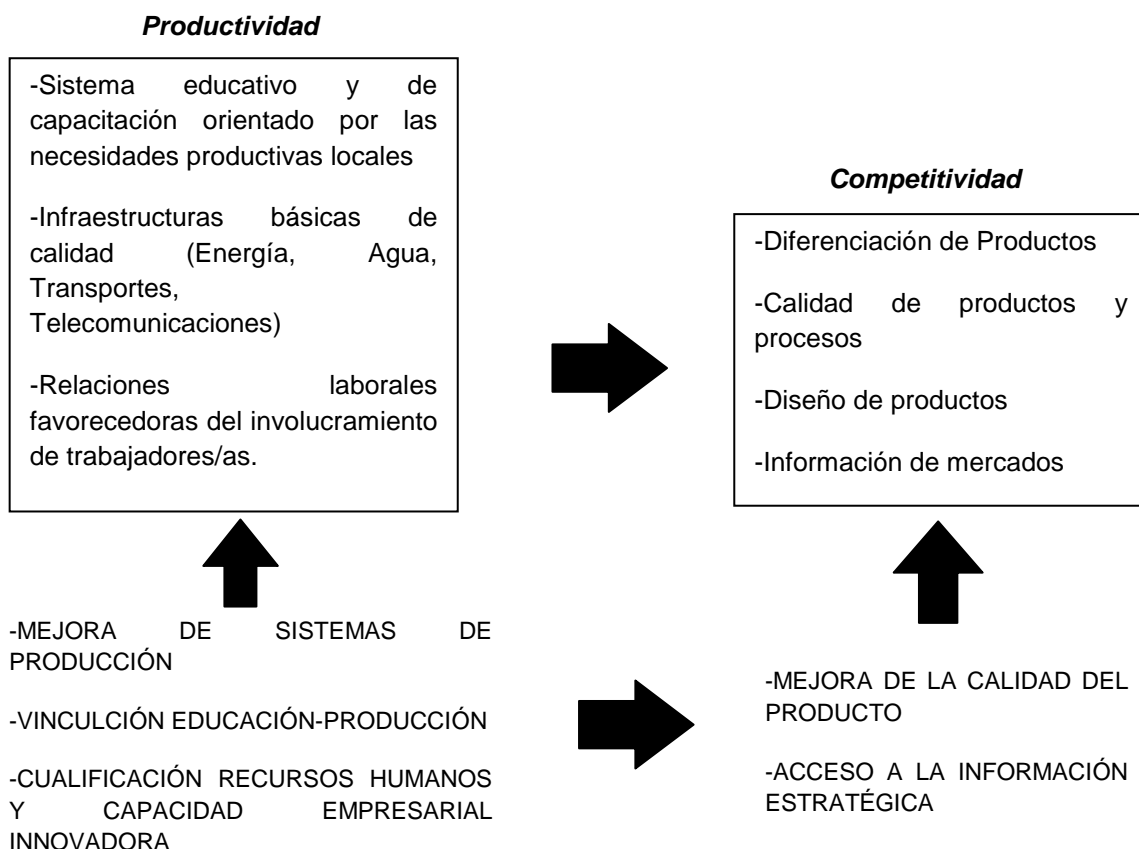 Productividad
-Sistema educativo y de
capacitación orientado por las
necesidades productivas locales
-Infraestructuras básicas de
calidad (Energía, Agua,
Transportes,
Telecomunicaciones)
-Relaciones laborales
favorecedoras del involucramiento
de trabajadores/as.
Competitividad
-Diferenciación de Productos
-Calidad de productos y
procesos
-Diseño de productos
-Información de mercados
-MEJORA DE SISTEMAS DE
PRODUCCIÓN
-VINCULCIÓN EDUCACIÓN-PRODUCCIÓN
-CUALIFICACIÓN RECURSOS HUMANOS
Y CAPACIDAD EMPRESARIAL
INNOVADORA
-MEJORA DE LA CALIDAD DEL
PRODUCTO
-ACCESO A LA INFORMACIÓN
ESTRATÉGICA